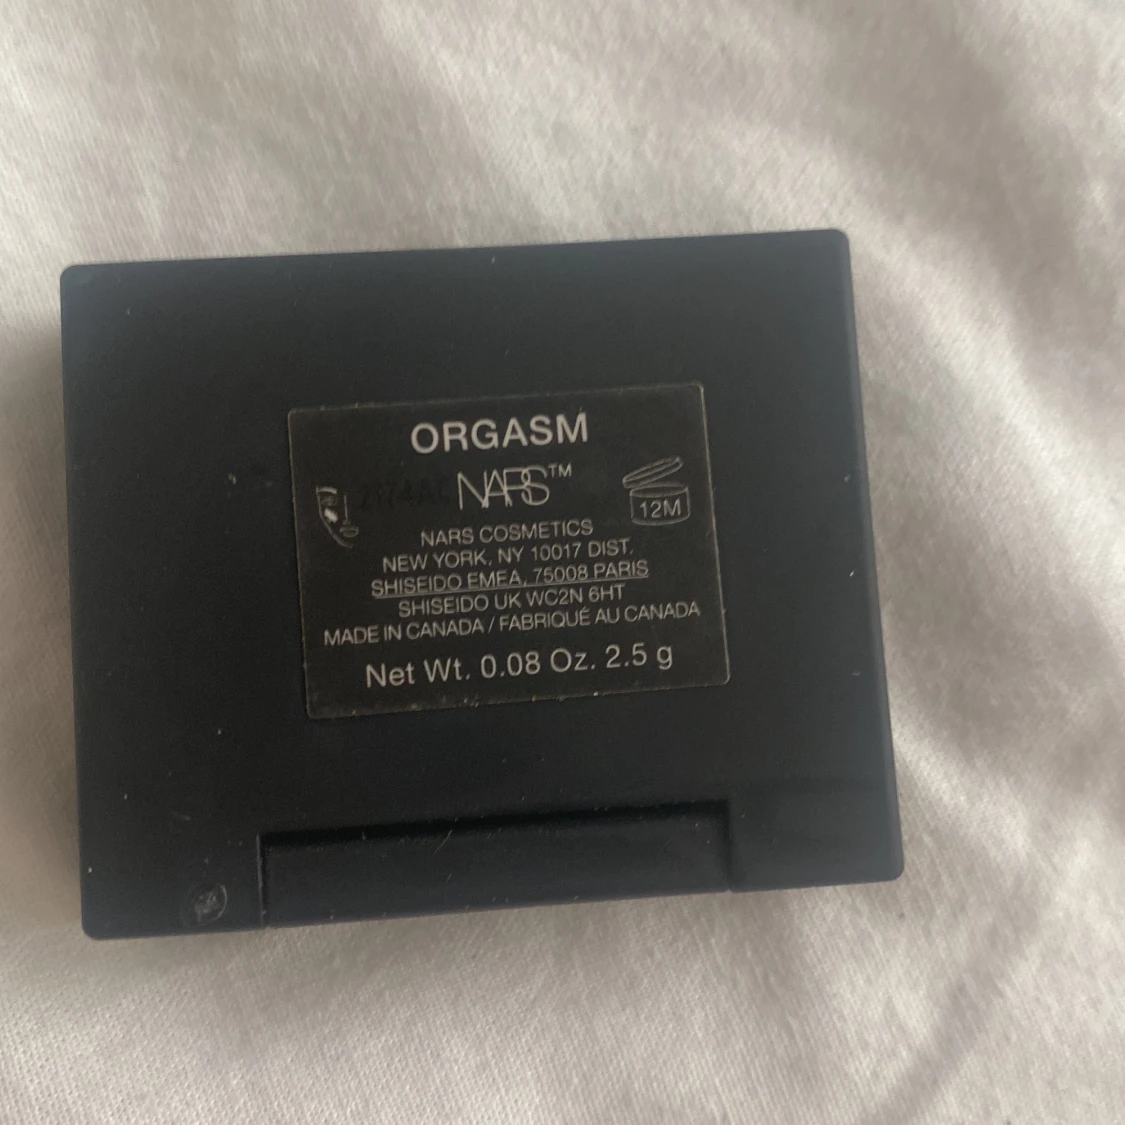 ORGASM
NARS™
12M
NARS COSMETICS
NEW YORK, NY 10017 DIST.
SHISEIDO EMEA, 75008 PARIS
SHISEIDO UK WC2N 6HT
MADE IN CANADA / FABRIQUÉ AU CANADA
Net Wt. 0.08 Oz. 2.5 g